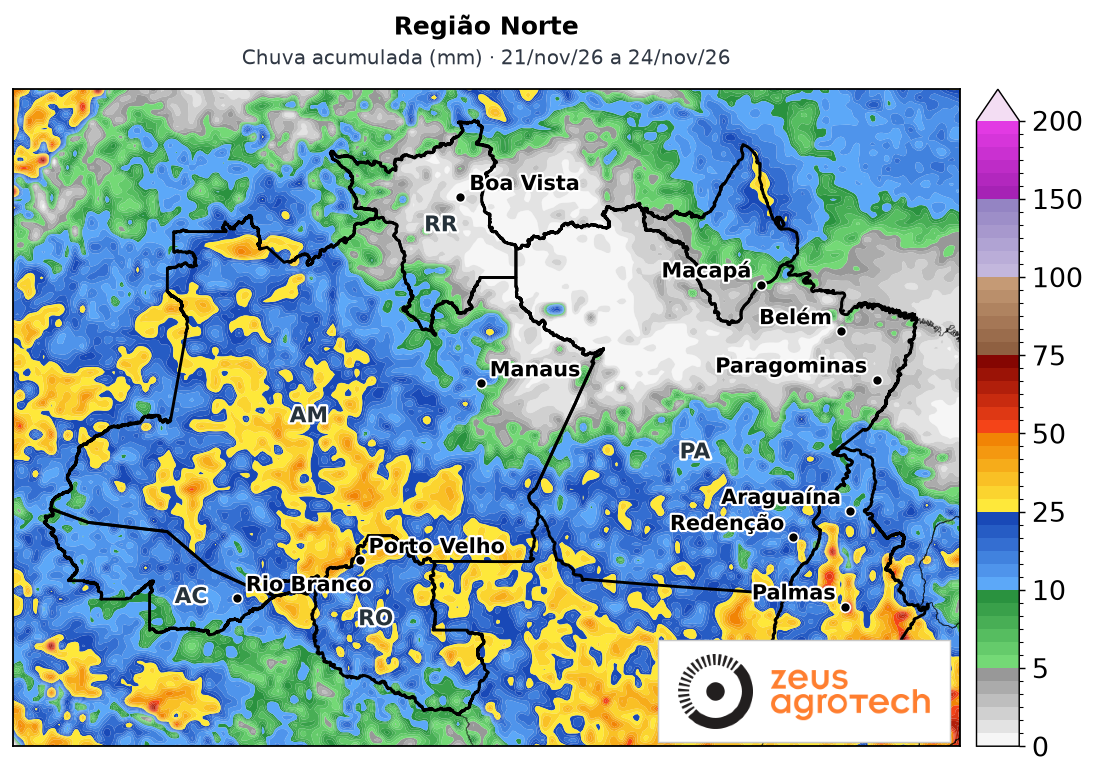 Região Norte
Chuva acumulada (mm) · 21/nov/26 a 24/nov/26
200
150
100
75
50
25
10
5
0
Boa Vista
RR
Macapá
Belém
Paragominas
Manaus
AM
PA
Araguaína
Redenção
Porto Velho
Rio Branco
AC
RO
Palmas
zeus
agrotech